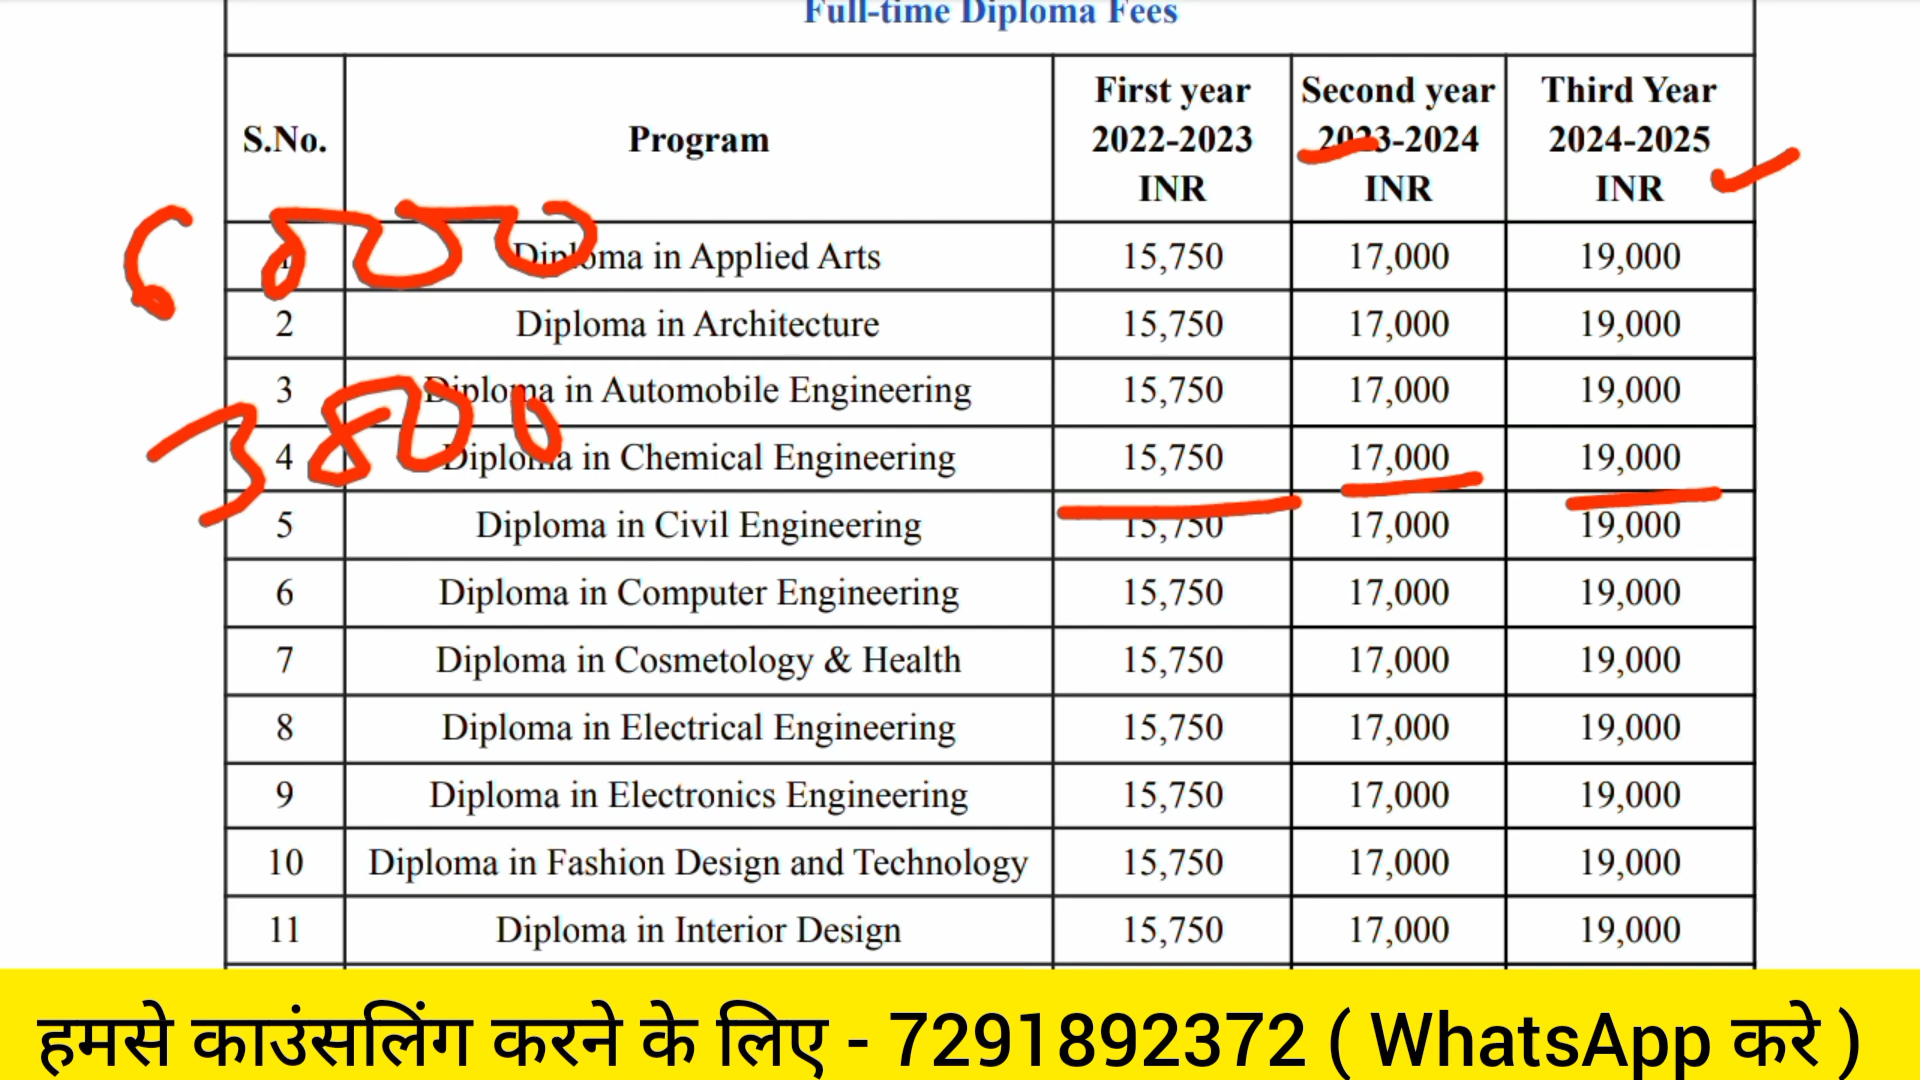 Full-time Diploma Fees
S.No. Program First year 2022-2023 INR Second year 2023-2024 INR Third Year 2024-2025 INR
1 Diploma in Applied Arts 15,750 17,000 19,000
2 Diploma in Architecture 15,750 17,000 19,000
3 Diploma in Automobile Engineering 15,750 17,000 19,000
4 Diploma in Chemical Engineering 15,750 17,000 19,000
5 Diploma in Civil Engineering 15,750 17,000 19,000
6 Diploma in Computer Engineering 15,750 17,000 19,000
7 Diploma in Cosmetology & Health 15,750 17,000 19,000
8 Diploma in Electrical Engineering 15,750 17,000 19,000
9 Diploma in Electronics Engineering 15,750 17,000 19,000
10 Diploma in Fashion Design and Technology 15,750 17,000 19,000
11 Diploma in Interior Design 15,750 17,000 19,000
3800
हमसे काउंसलिंग करने के लिए - 7291892372 ( WhatsApp करे )